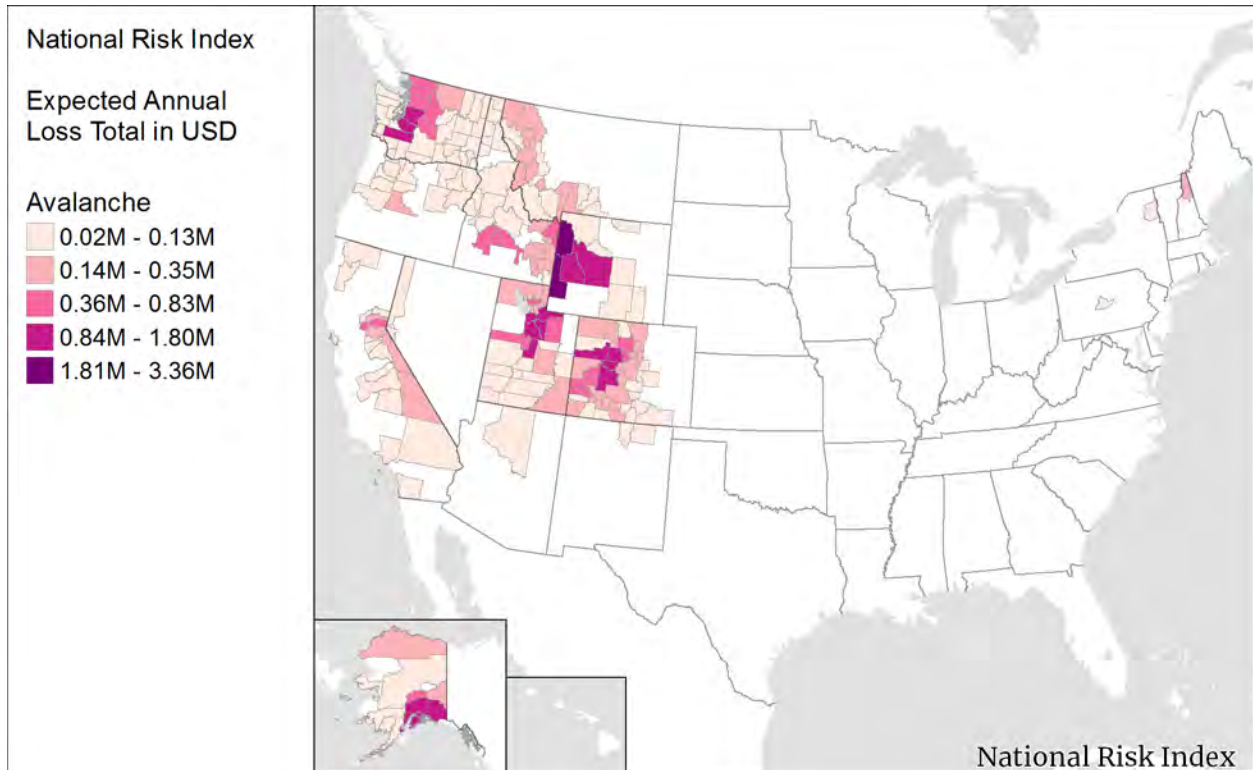 National Risk Index
Expected Annual
Loss Total in USD
Avalanche
0.02M - 0.13M
0.14M - 0.35M
0.36M - 0.83M
0.84M - 1.80M
1.81M - 3.36M
National Risk Index